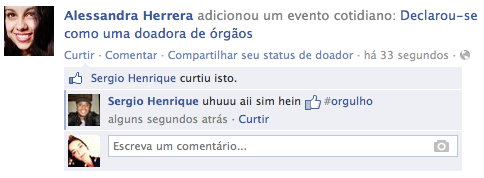 Alessandra Herrera adicionou um evento cotidiano: Declarou-se
como uma doadora de órgãos
Curtir · Comentar · Compartilhar seu status de doador · há 33 segundos ·
Sergio Henrique curtiu isto.
Sergio Henrique uhuuu aii sim hein #orgulho
alguns segundos atrás · Curtir
Escreva um comentário...